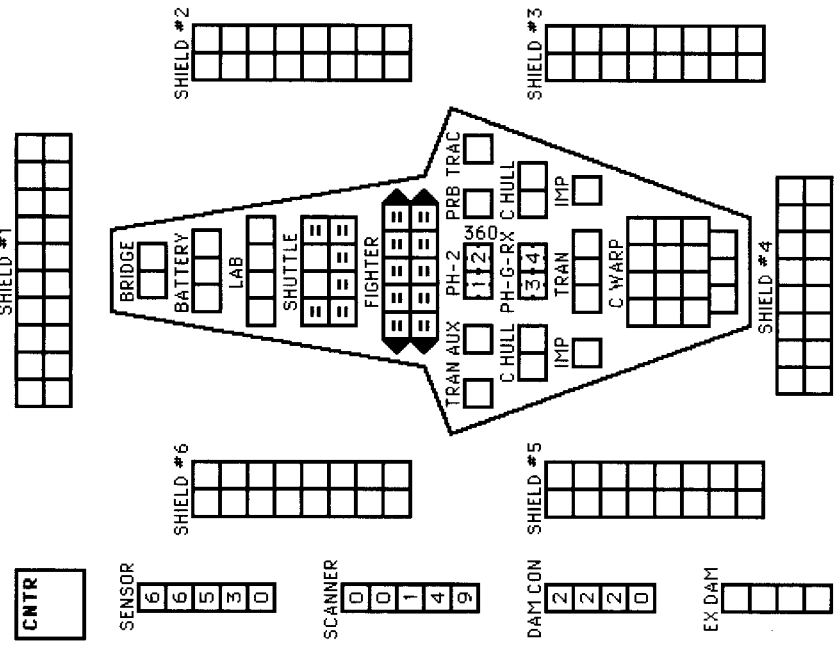 CNTR
SHIELD #1
SENSOR
6
6
5
3
0
SHIELD #6
SHIELD #2
BRIDGE
BATTERY
LAB
SHUTTLE
FIGHTER
SCANNER
0
0
1
4
9
TRAN AUX PH-2 360 PRB TRAC
1 2
C HULL PH-G-RX C HULL
3 4
IMP TRAN IMP
C WARP
DAM CON
2
2
2
0
SHIELD #5
SHIELD #3
EX DAM
SHIELD #4